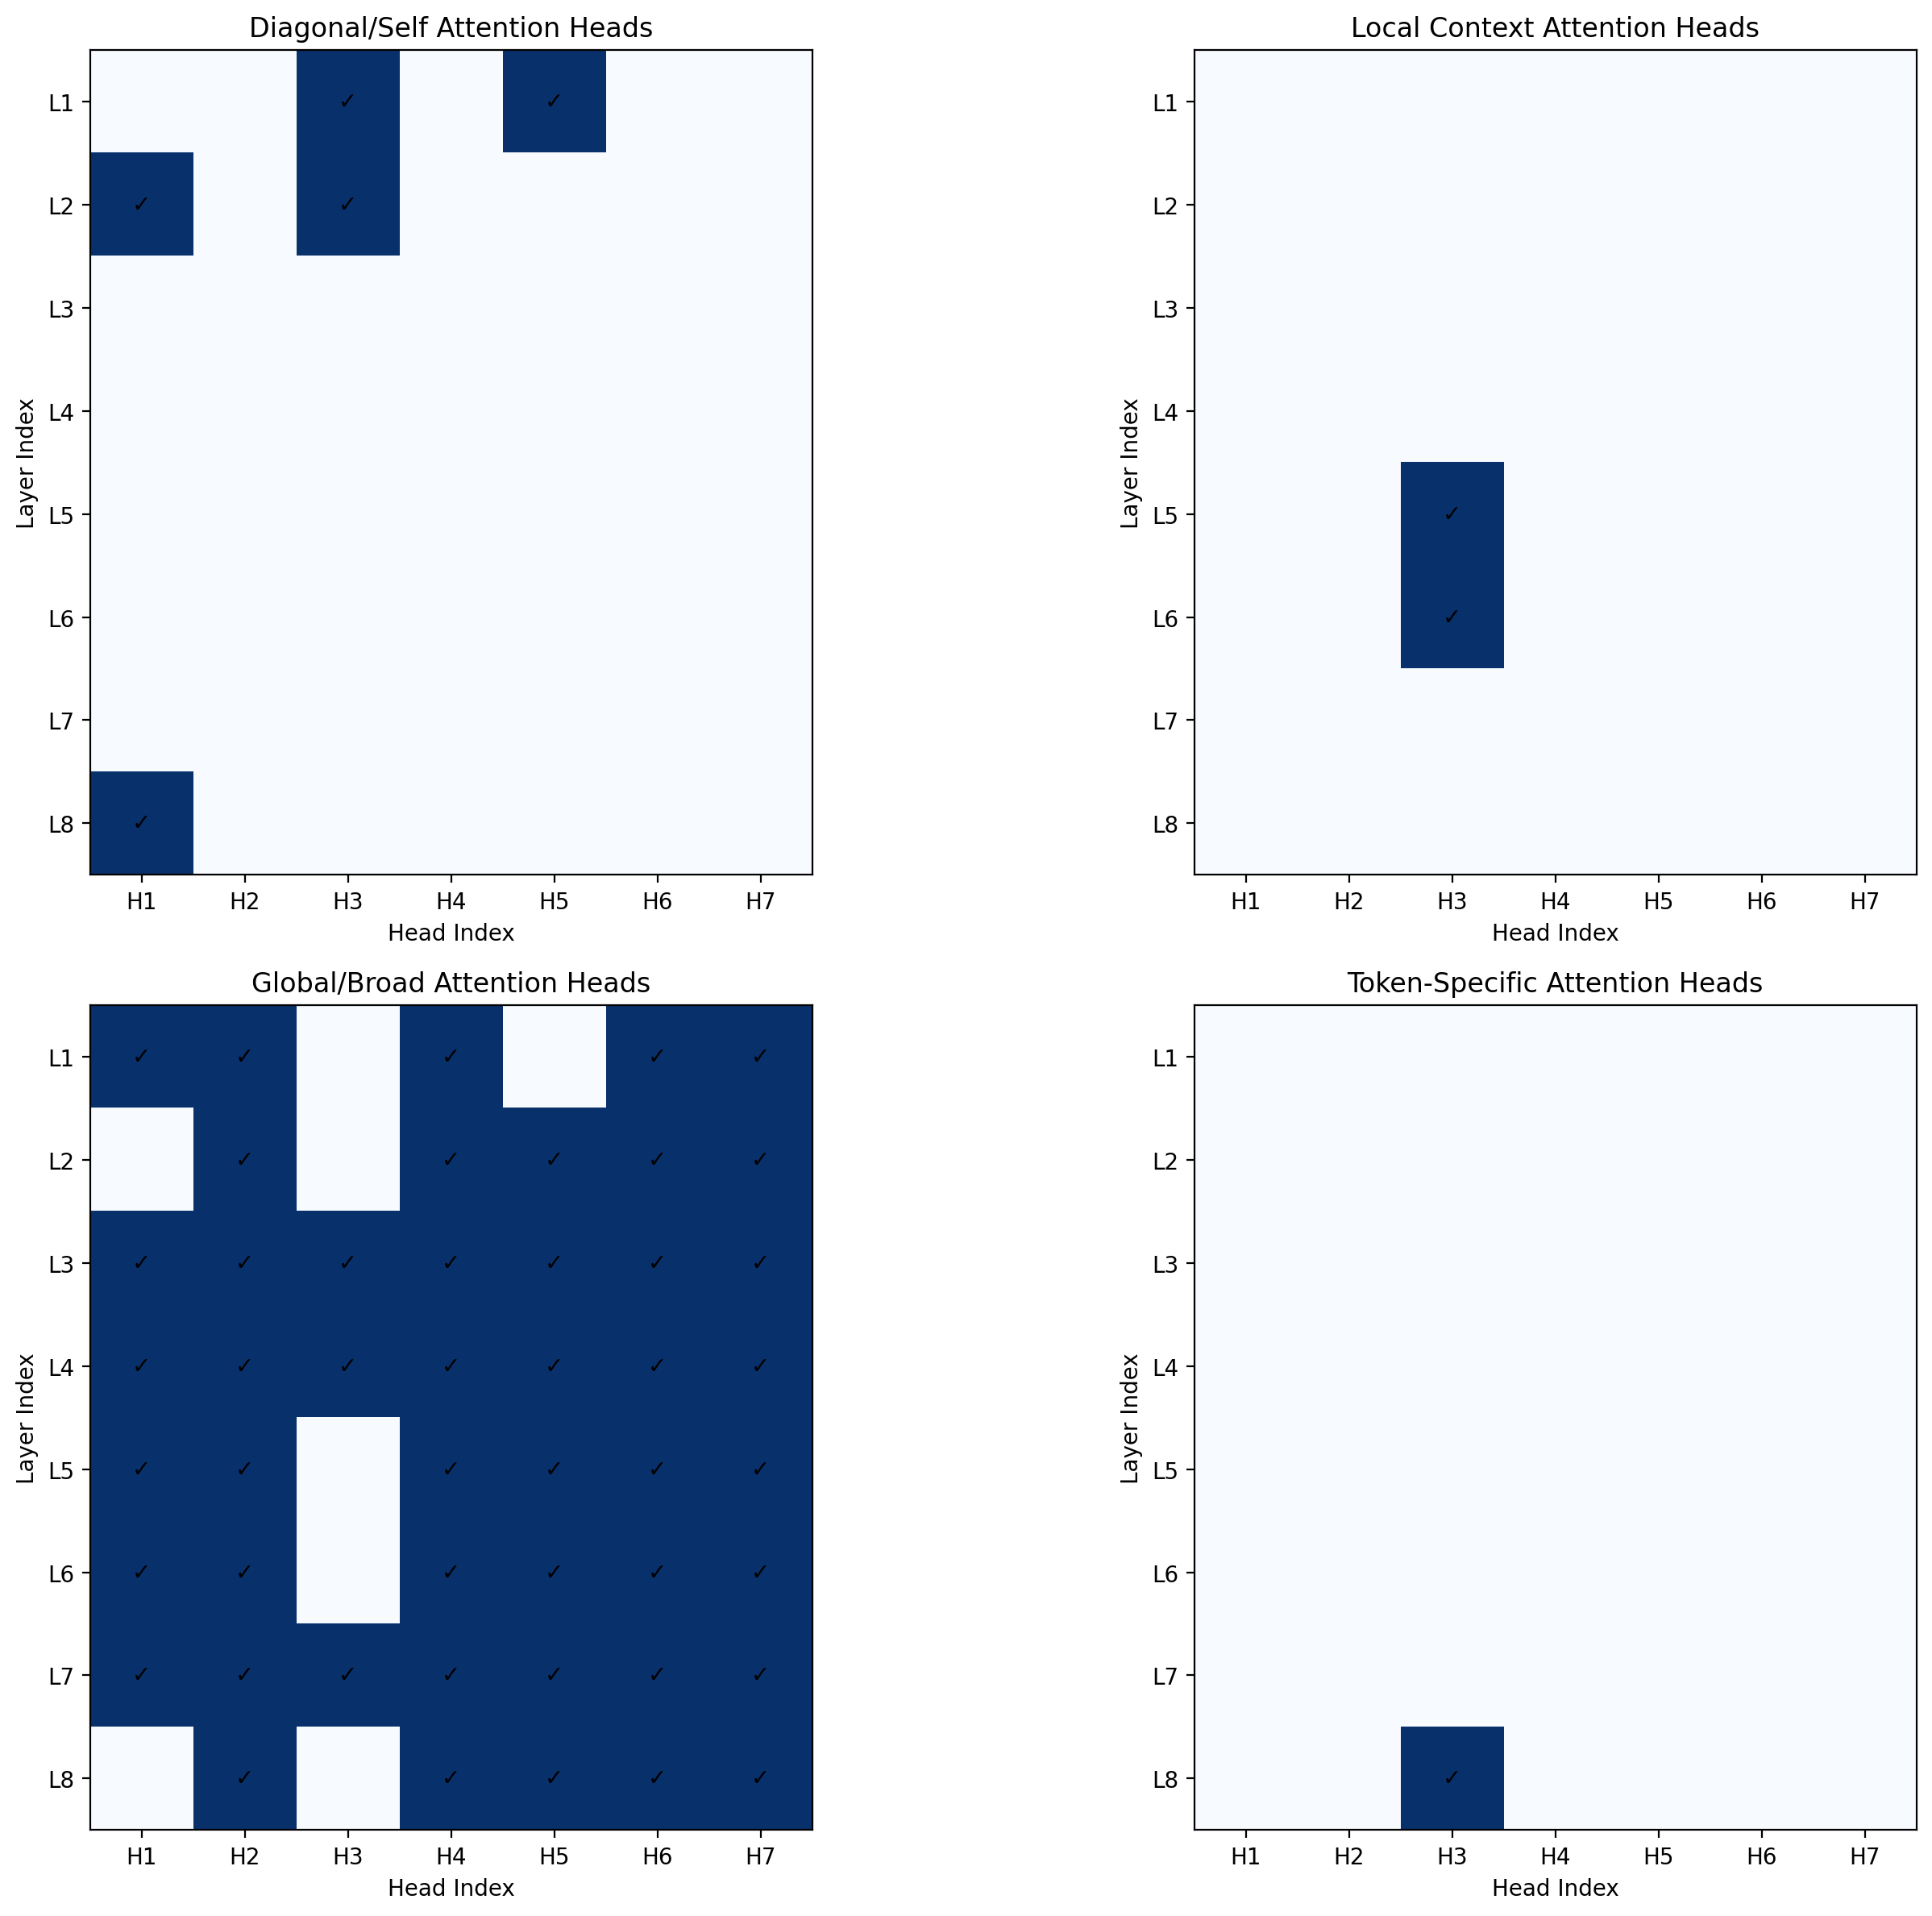 Diagonal/Self Attention Heads
Layer Index
L1 ✓ ✓
L2 ✓ ✓
L3
L4
L5
L6
L7
L8 ✓
H1 H2 H3 H4 H5 H6 H7
Head Index
Local Context Attention Heads
Layer Index
L1
L2
L3
L4
L5 ✓
L6 ✓
L7
L8
H1 H2 H3 H4 H5 H6 H7
Head Index
Global/Broad Attention Heads
Layer Index
L1 ✓ ✓ ✓ ✓ ✓
L2 ✓ ✓ ✓ ✓ ✓
L3 ✓ ✓ ✓ ✓ ✓ ✓ ✓
L4 ✓ ✓ ✓ ✓ ✓ ✓ ✓
L5 ✓ ✓ ✓ ✓ ✓ ✓
L6 ✓ ✓ ✓ ✓ ✓ ✓
L7 ✓ ✓ ✓ ✓ ✓ ✓ ✓
L8 ✓ ✓ ✓ ✓ ✓
H1 H2 H3 H4 H5 H6 H7
Head Index
Token-Specific Attention Heads
Layer Index
L1
L2
L3
L4
L5
L6
L7
L8 ✓
H1 H2 H3 H4 H5 H6 H7
Head Index